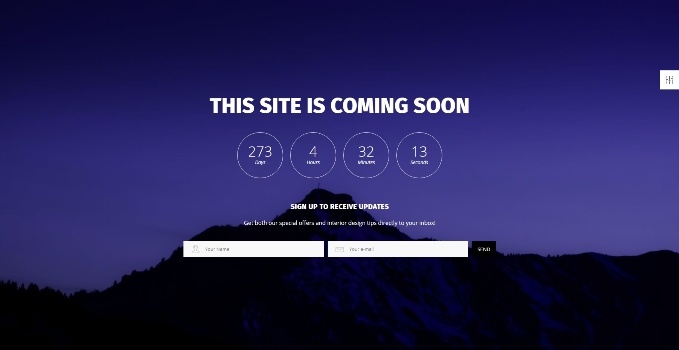 THIS SITE IS COMING SOON
273 4 32 13
Days Hours Minutes Seconds
SIGN UP TO RECEIVE UPDATES
Get both our special offers and interior design tips directly to your inbox!
Your Name Your e-mail SEND